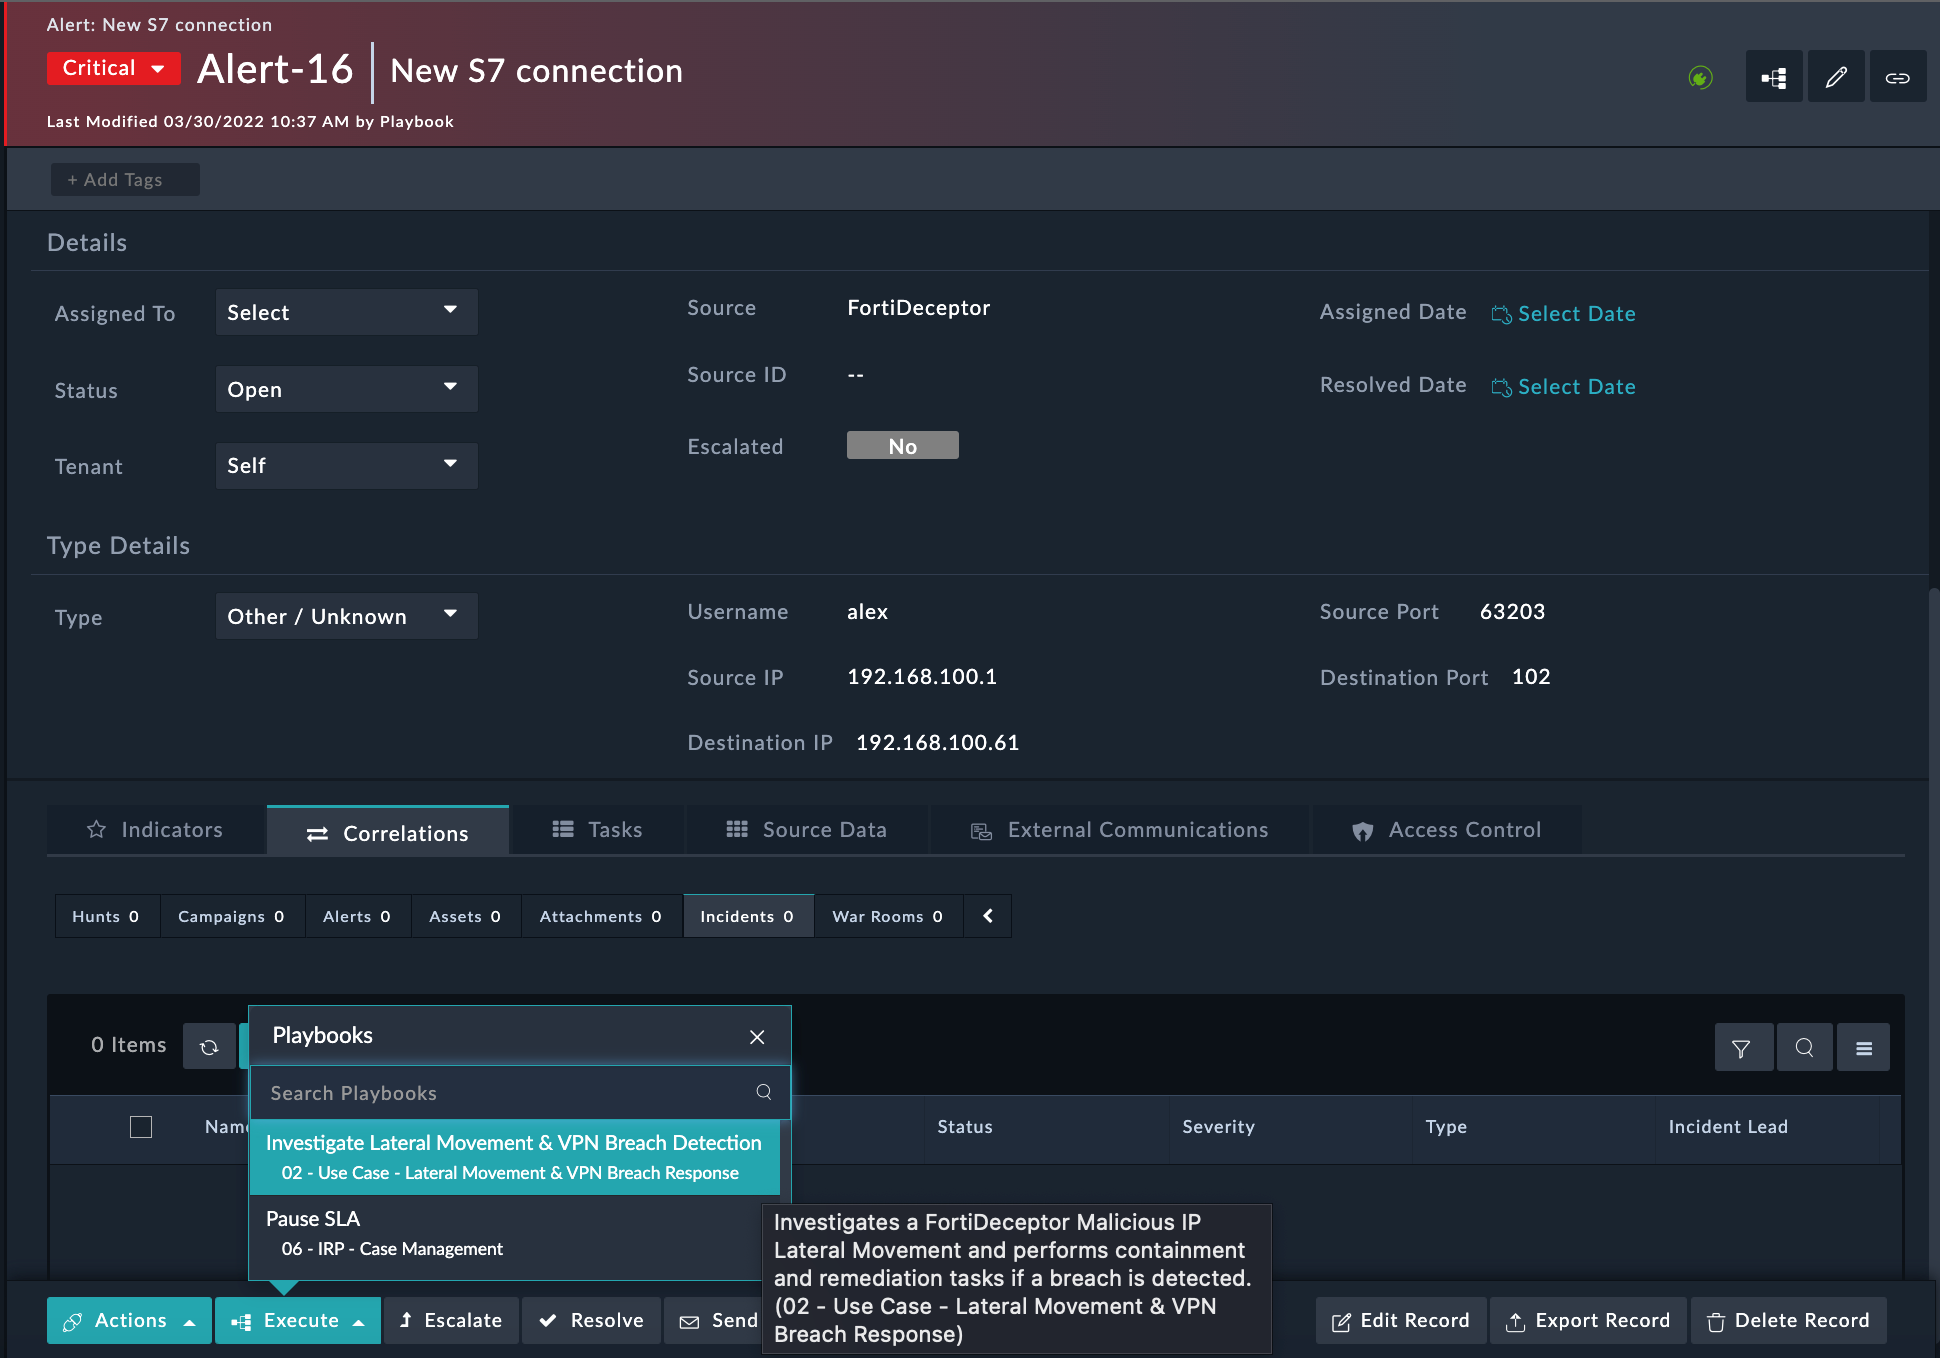 Alert: New S7 connection
Critical
Alert-16
New S7 connection
Last Modified 03/30/2022 10:37 AM by Playbook
+ Add Tags
Details
Assigned To
Select
Source
FortiDeceptor
Assigned Date
Select Date
Status
Open
Source ID
--
Resolved Date
Select Date
Tenant
Self
Escalated
No
Type Details
Type
Other / Unknown
Username
alex
Source Port
63203
Source IP
192.168.100.1
Destination Port
102
Destination IP
192.168.100.61
Indicators
Correlations
Tasks
Source Data
External Communications
Access Control
Hunts 0
Campaigns 0
Alerts 0
Assets 0
Attachments 0
Incidents 0
War Rooms 0
0 Items
Playbooks
Search Playbooks
Nam
Status
Severity
Type
Incident Lead
Investigate Lateral Movement & VPN Breach Detection
02 - Use Case - Lateral Movement & VPN Breach Response
Pause SLA
06 - IRP - Case Management
Investigates a FortiDeceptor Malicious IP
Lateral Movement and performs containment
and remediation tasks if a breach is detected.
(02 - Use Case - Lateral Movement & VPN
Breach Response)
Actions
Execute
Escalate
Resolve
Send
Edit Record
Export Record
Delete Record